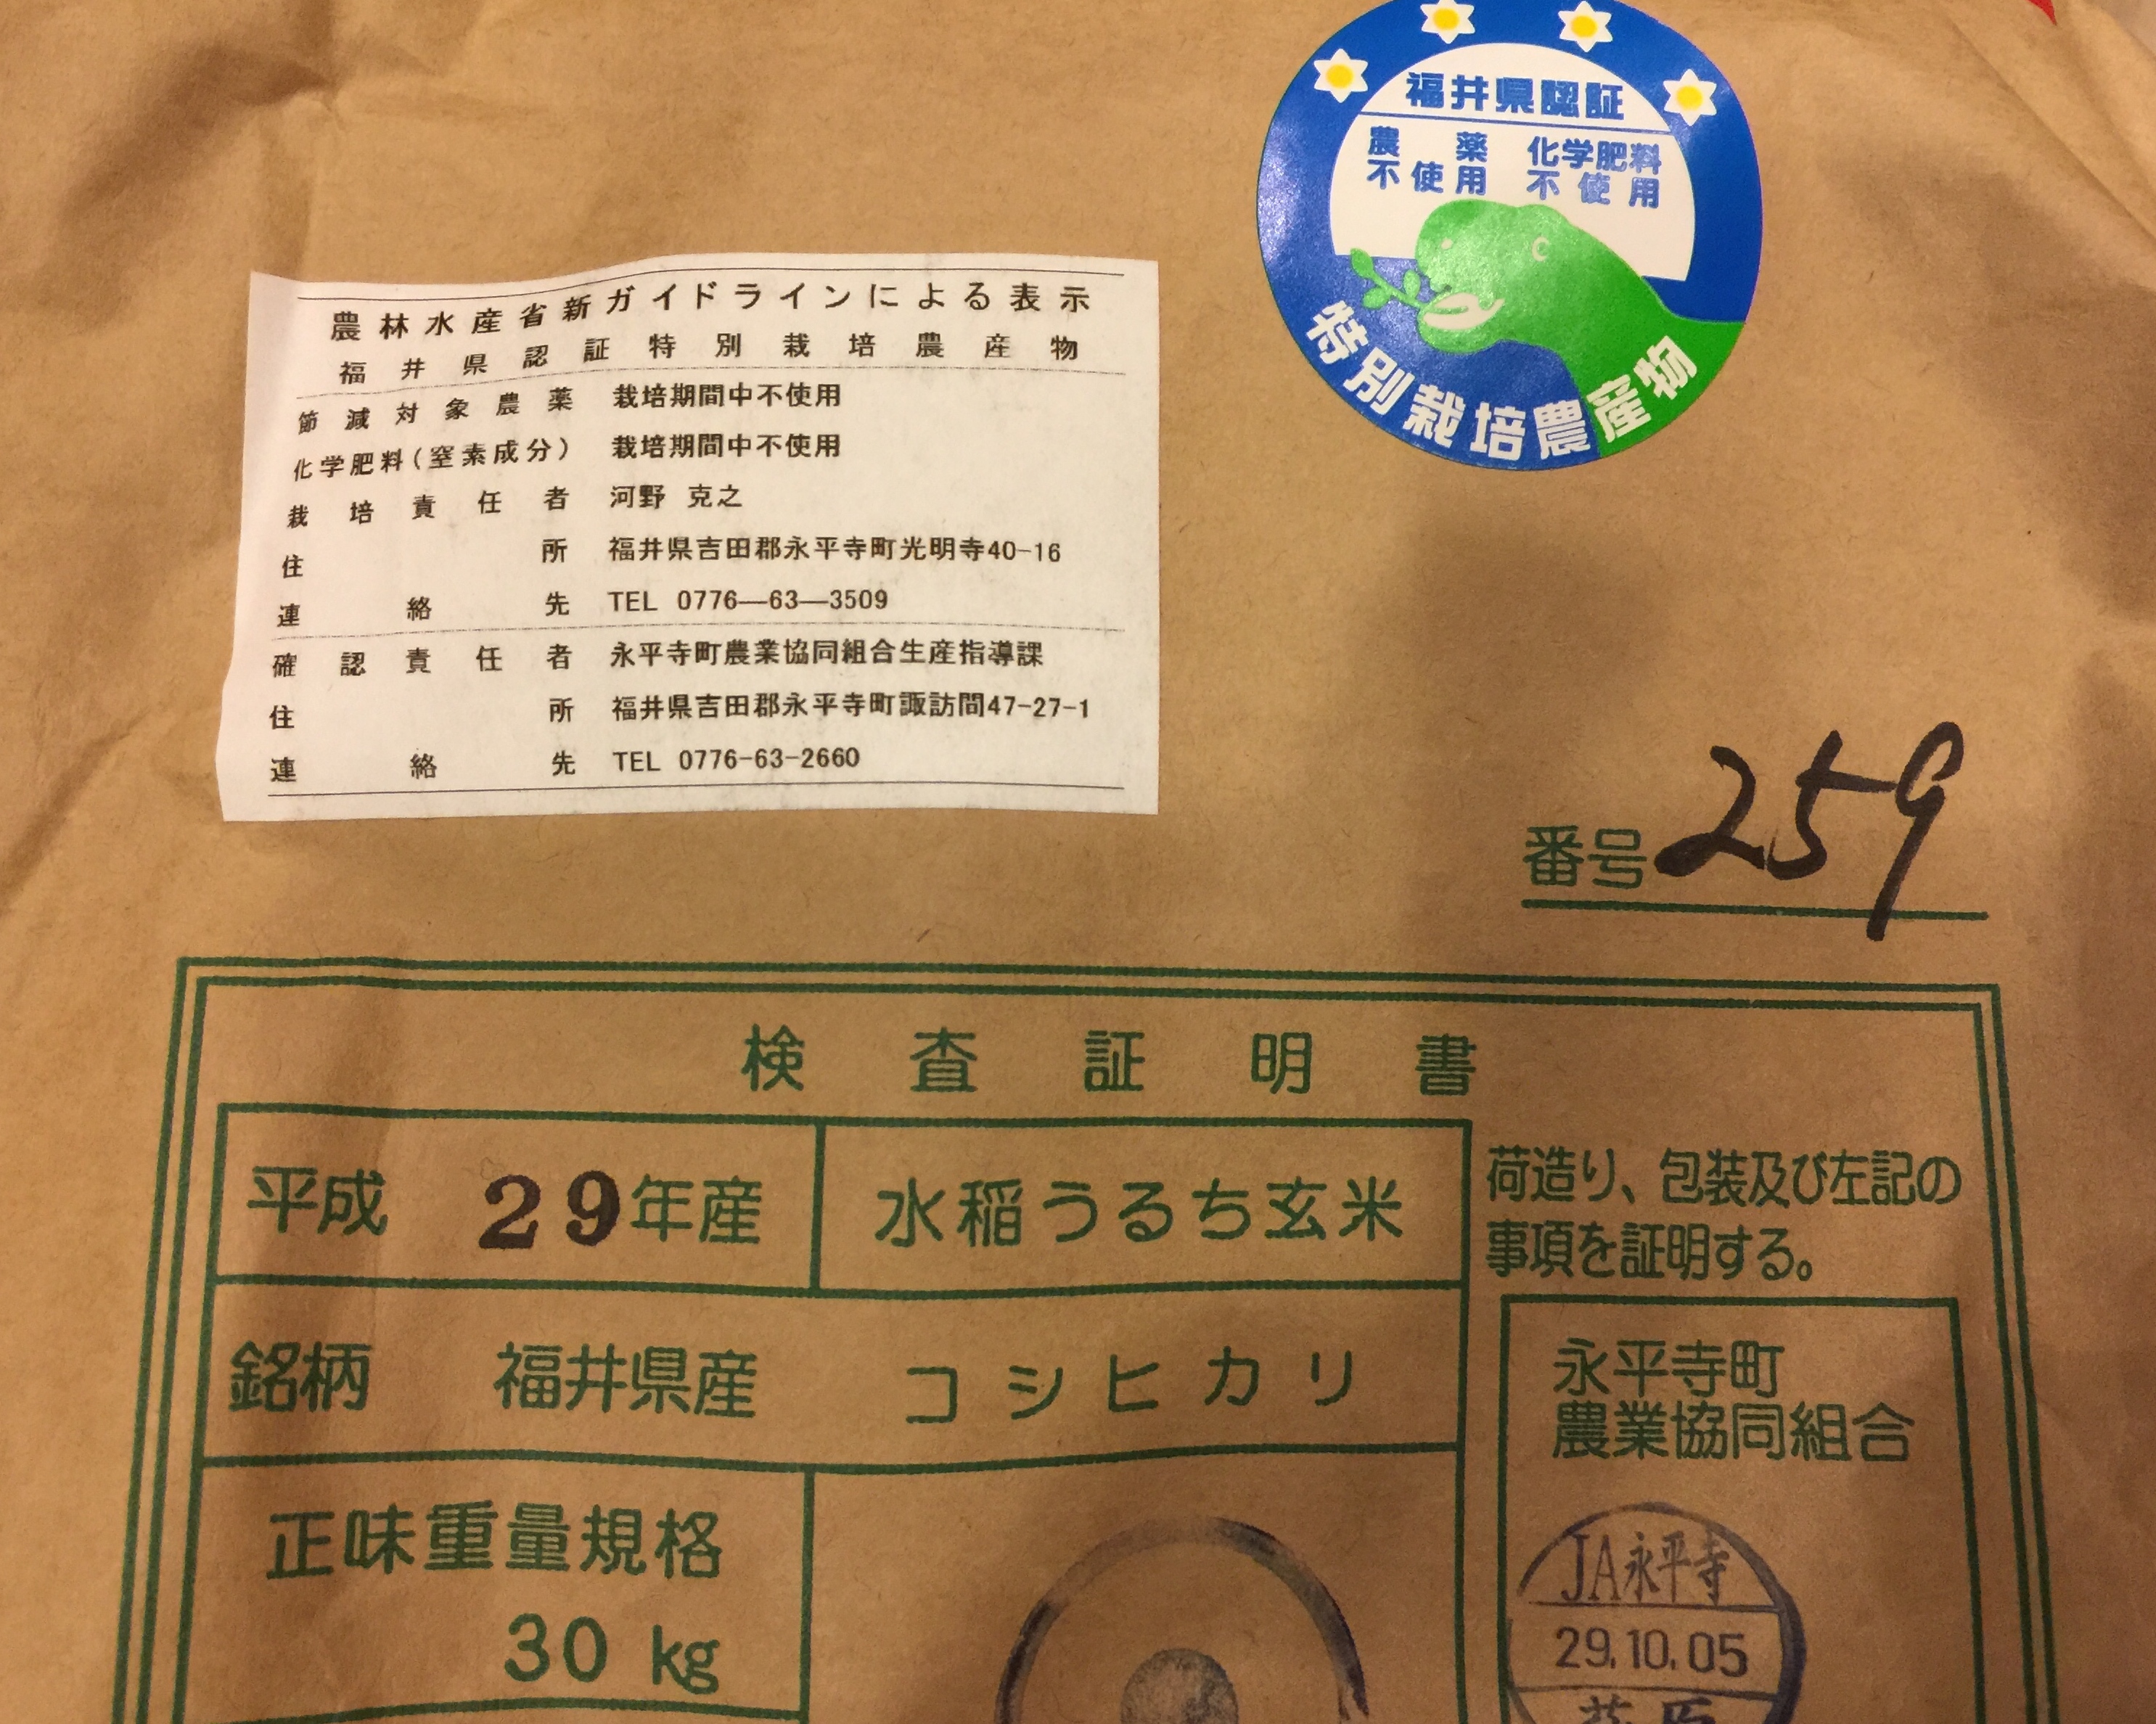 福井県認証
農薬 化学肥料
不使用 不使用
特別栽培農産物
農林水産省新ガイドラインによる表示
福井県認証特別栽培農産物
節減対象農薬 栽培期間中不使用
化学肥料(窒素成分) 栽培期間中不使用
栽培責任者 河野 克之
住所 福井県吉田郡永平寺町光明寺40-16
連絡先 TEL 0776―63―3509
確認責任者 永平寺町農業協同組合生産指導課
住所 福井県吉田郡永平寺町諏訪間47-27-1
連絡先 TEL 0776-63-2660
番号 259
検査証明書
平成 29年産 水稲うるち玄米
荷造り、包装及び左記の
事項を証明する。
銘柄 福井県産 コシヒカリ
永平寺町
農業協同組合
正味重量規格
30 kg
JA永平寺
29.10.05